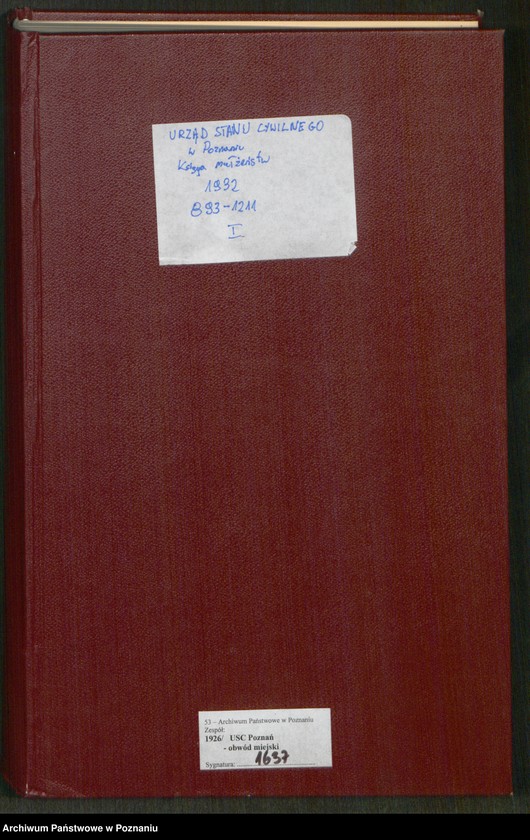 URZĄD STANU CYWILNEGO
w Poznaniu
Księga małżeństw
1932
893-1211
I
53 – Archiwum Państwowe w Poznaniu
Zespół:
1926/ USC Poznań
- obwód miejski
Sygnatura: 1637
Archiwum Państwowe w Poznaniu